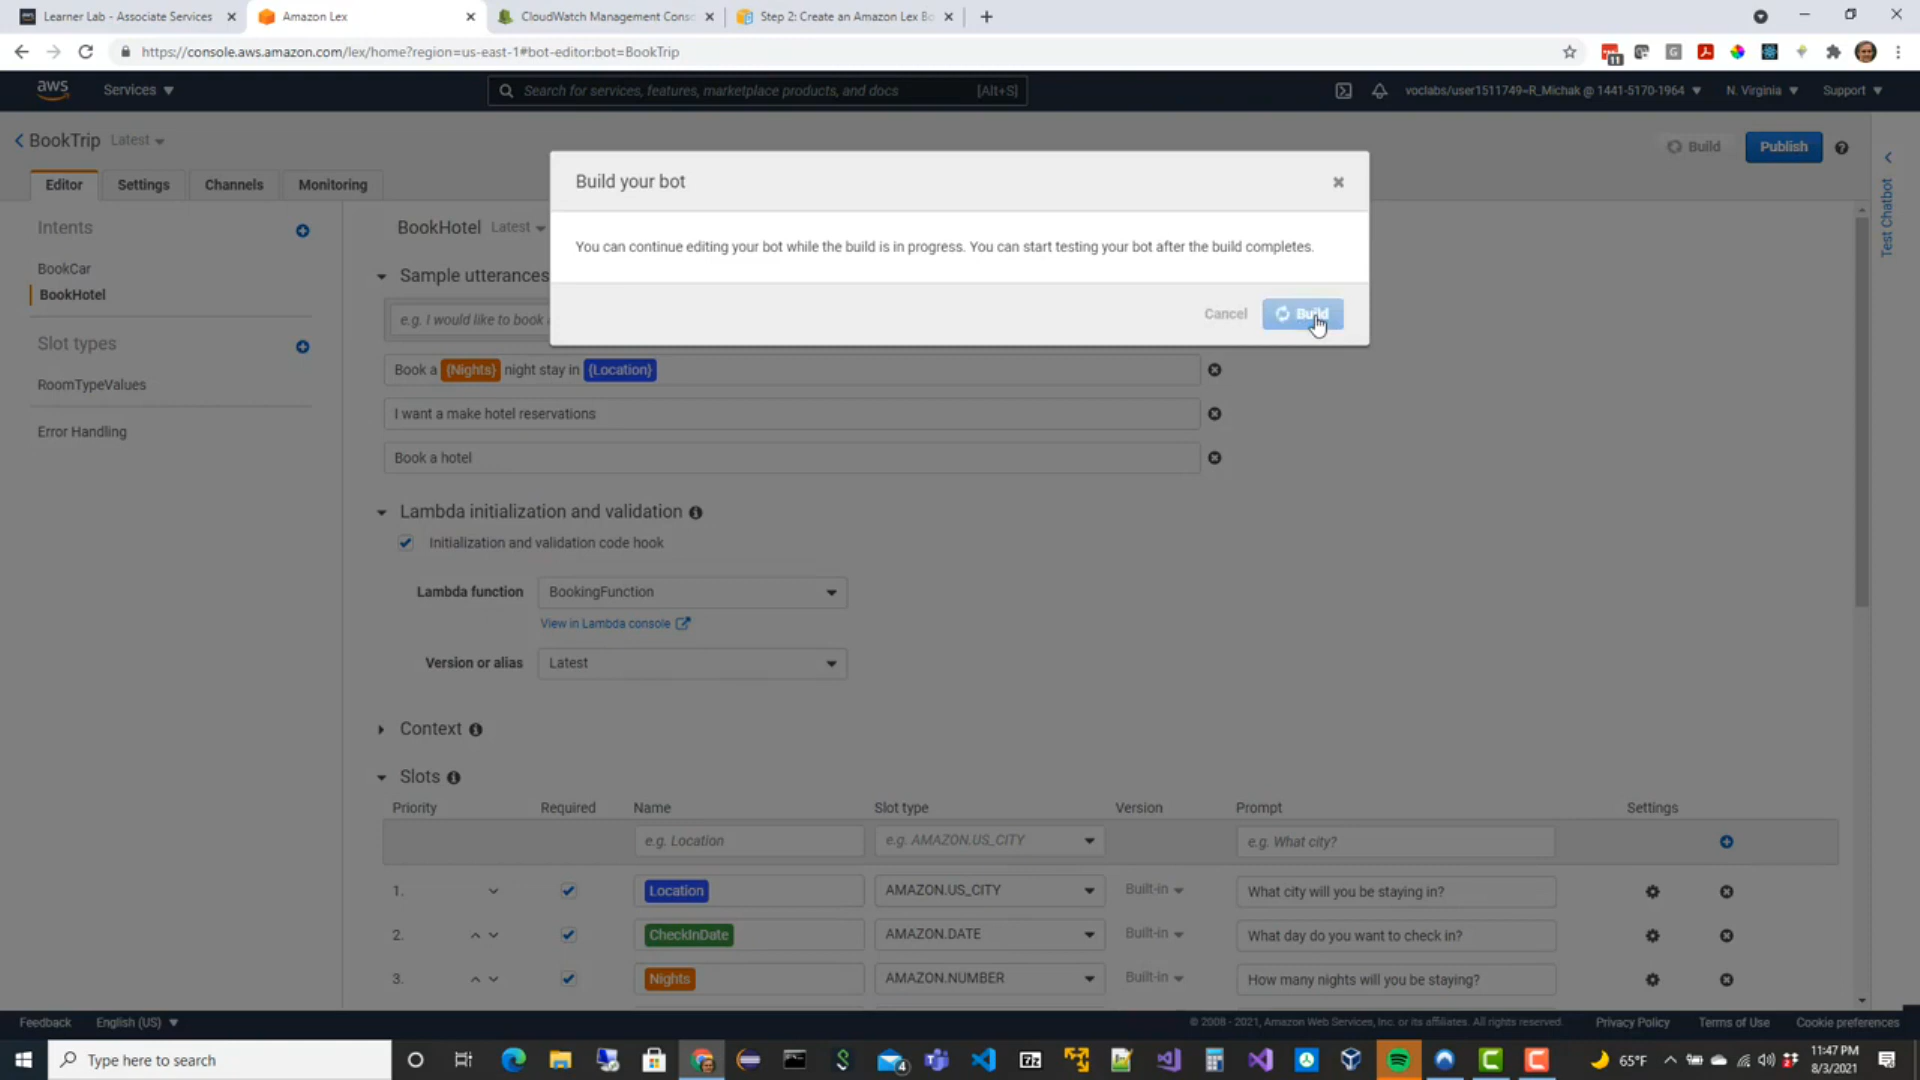 Learner Lab - Associate Services
Amazon Lex
CloudWatch Management Conso
Step 2: Create an Amazon Lex Bo
https://console.aws.amazon.com/lex/home?region=us-east-1#bot-editor:bot=BookTrip
11
G
aws
Services
Search for services, features, marketplace products, and docs
[Alt+S]
voclabs/user1511749=R_Michak @ 1441-5170-1964
N. Virginia
Support
BookTrip
Latest
Build
Publish
Editor
Settings
Channels
Monitoring
Test Chatbot
Build your bot
You can continue editing your bot while the build is in progress. You can start testing your bot after the build completes.
Cancel
Build
Intents
BookCar
BookHotel
Slot types
RoomTypeValues
Error Handling
BookHotel Latest
Sample utterances
e.g. I would like to book
Book a {Nights} night stay in {Location}
I want a make hotel reservations
Book a hotel
Lambda initialization and validation
Initialization and validation code hook
Lambda function
BookingFunction
View in Lambda console
Version or alias
Latest
Context
Slots
Priority Required Name Slot type Version Prompt Settings
e.g. Location e.g. AMAZON.US_CITY e.g. What city?
1. Location AMAZON.US_CITY Built-in What city will you be staying in?
2. CheckInDate AMAZON.DATE Built-in What day do you want to check in?
3. Nights AMAZON.NUMBER Built-in How many nights will you be staying?
Feedback
English (US)
© 2008 - 2021, Amazon Web Services, Inc. or its affiliates. All rights reserved.
Privacy Policy
Terms of Use
Cookie preferences
Type here to search
4
7z
65°F
11:47 PM
8/3/2021